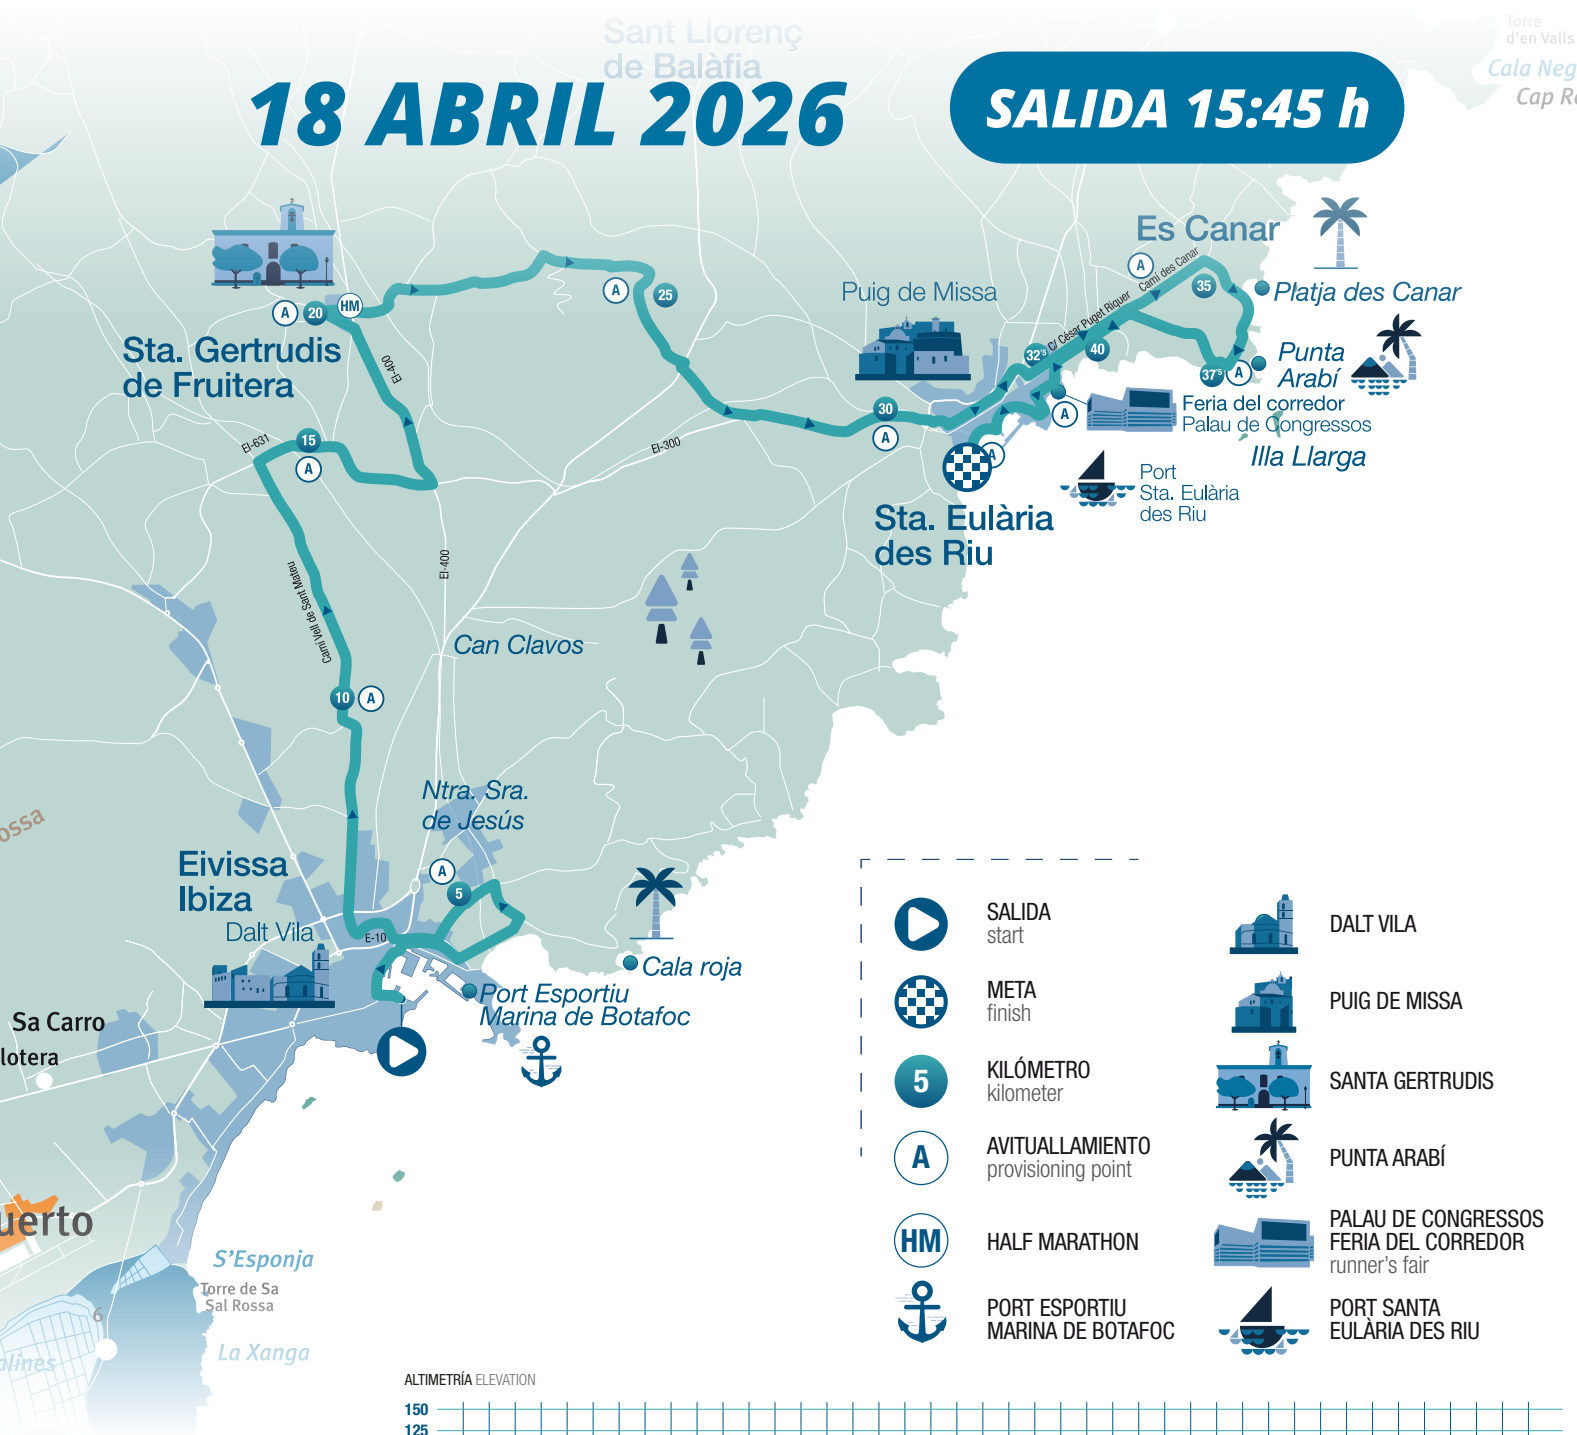 Sant Llorenç
de Balàfia
Torre
d'en Valls
Cala Neg
Cap R
18 ABRIL 2026
SALIDA 15:45 h
Es Canar
A
Camí des Canar
35
Platja des Canar
A
20
HM
A
25
Puig de Missa
C/ César Puget Riquer
32'5
40
Punta
Arabí
37'5
A
Sta. Gertrudis
de Fruitera
EI-400
Feria del corredor
Palau de Congressos
A
30
A
EI-631
15
A
EI-300
A
Illa Llarga
Port
Sta. Eulària
des Riu
Sta. Eulària
des Riu
EI-400
Camí Vell de Sant Mateu
Can Clavos
10
A
Ntra. Sra.
de Jesús
ossa
Eivissa
Ibiza
A
5
Dalt Vila
E-10
Cala roja
Port Esportiu
Marina de Botafoc
Sa Carro
lotera
uerto
S'Esponja
Torre de Sa
Sal Rossa
6
La Xanga
alines
SALIDA
start
META
finish
5
KILÓMETRO
kilometer
A
AVITUALLAMIENTO
provisioning point
HM
HALF MARATHON
PORT ESPORTIU
MARINA DE BOTAFOC
DALT VILA
PUIG DE MISSA
SANTA GERTRUDIS
PUNTA ARABÍ
PALAU DE CONGRESSOS
FERIA DEL CORREDOR
runner's fair
PORT SANTA
EULÀRIA DES RIU
ALTIMETRÍA ELEVATION
150
125